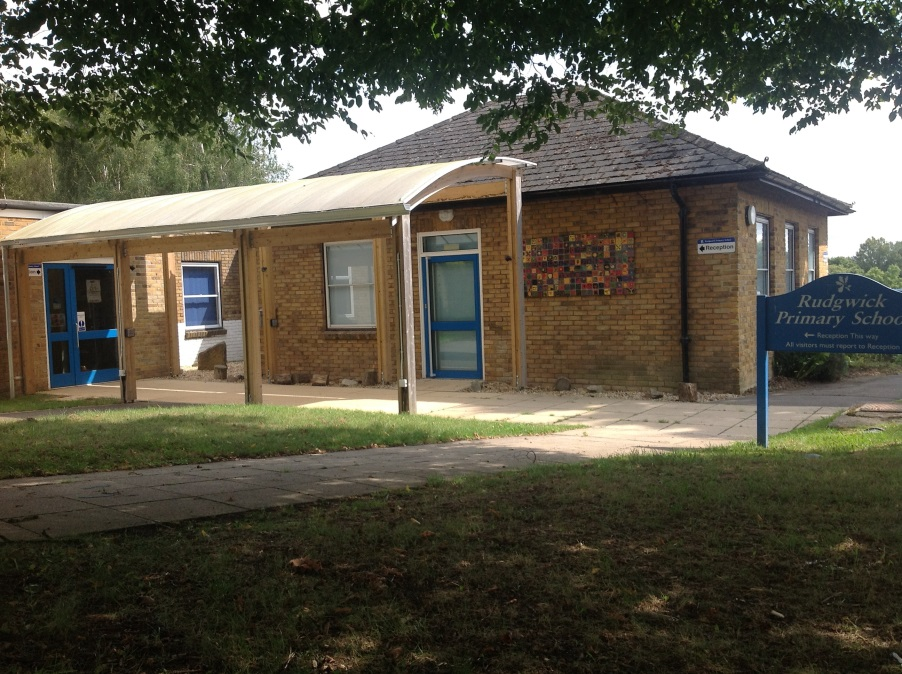 Reception
Rudgwick
Primary School
← Reception This way
All visitors must report to Reception